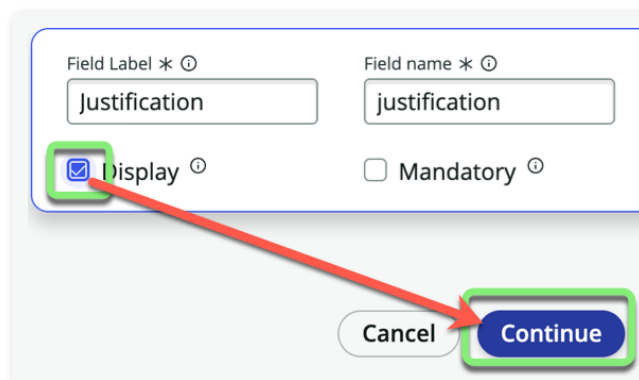 Field Label * Field name *
Justification justification
Display Mandatory
Cancel Continue